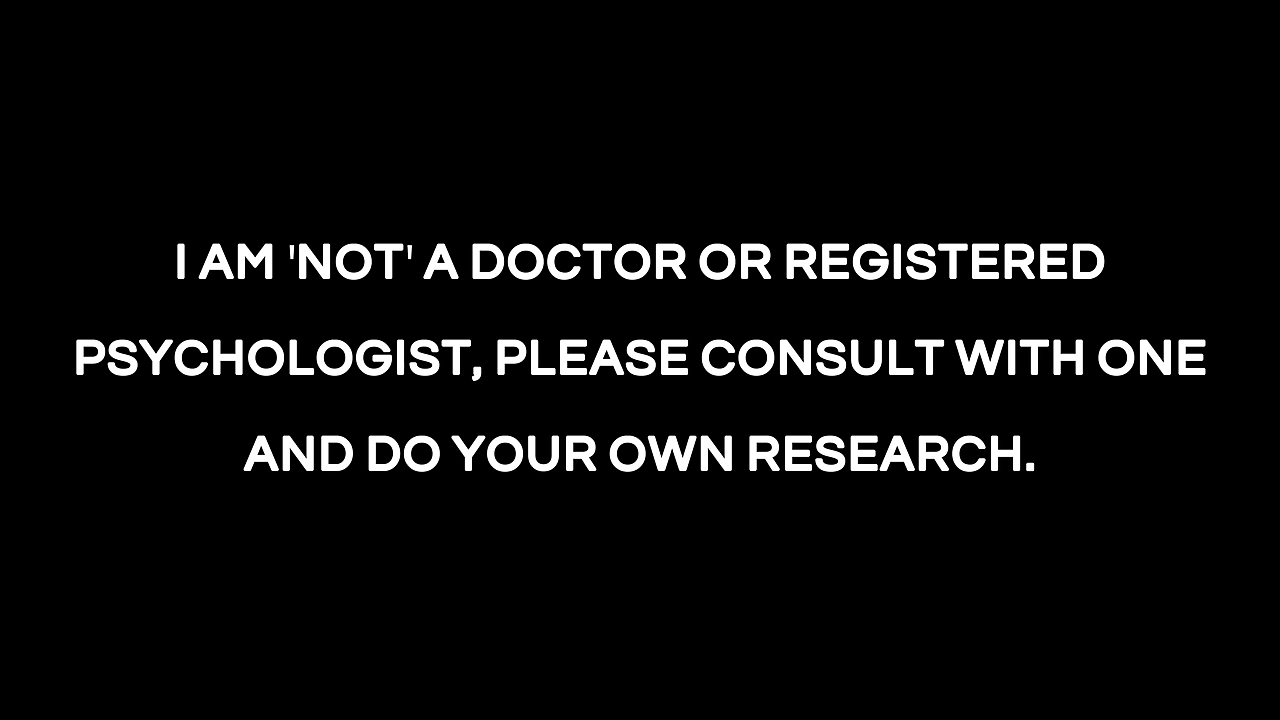 I AM 'NOT' A DOCTOR OR REGISTERED
PSYCHOLOGIST, PLEASE CONSULT WITH ONE
AND DO YOUR OWN RESEARCH.